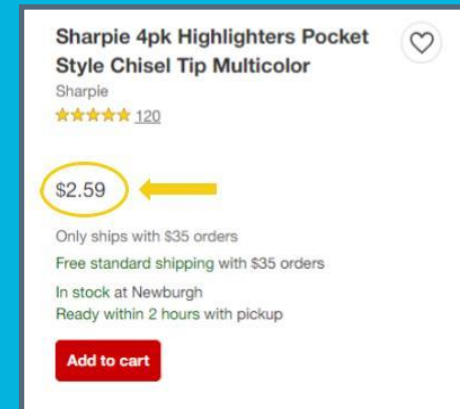 Sharpie 4pk Highlighters Pocket
Style Chisel Tip Multicolor
Sharpie
120
$2.59
Only ships with $35 orders
Free standard shipping with $35 orders
In stock at Newburgh
Ready within 2 hours with pickup
Add to cart